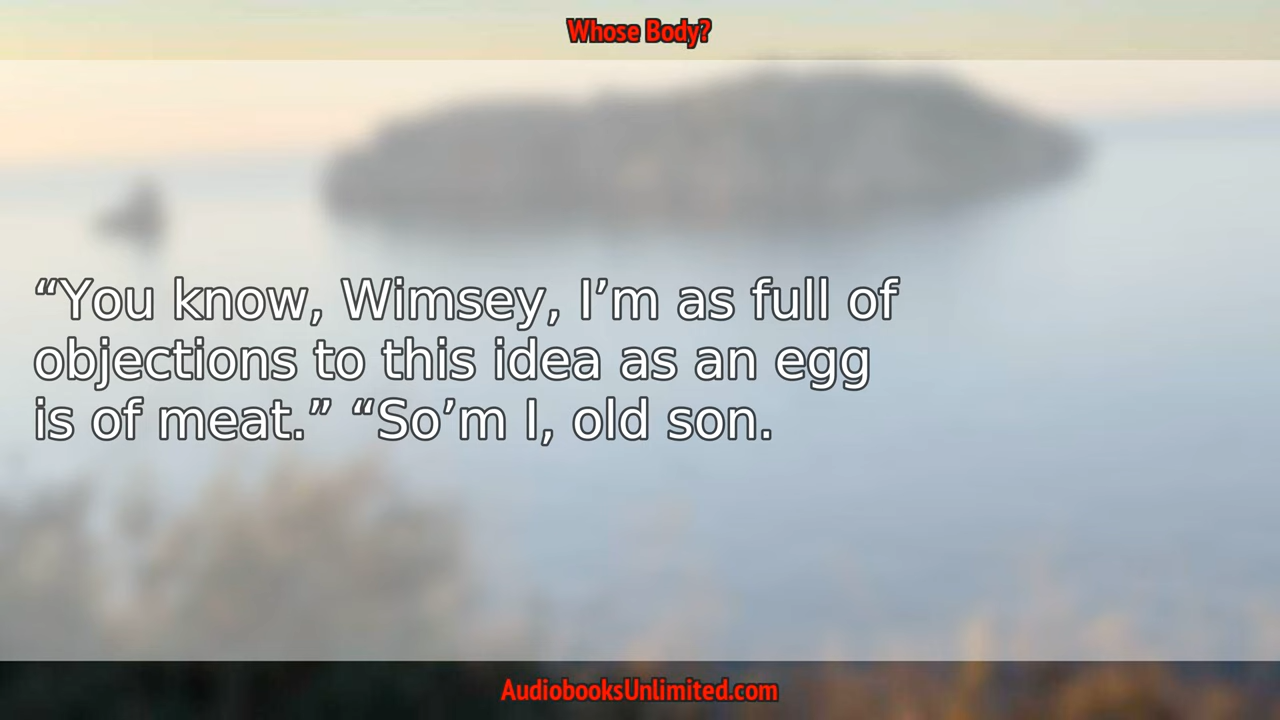 Whose Body?
“You know, Wimsey, I’m as full of
objections to this idea as an egg
is of meat.” “So’m I, old son.
AudiobooksUnlimited.com